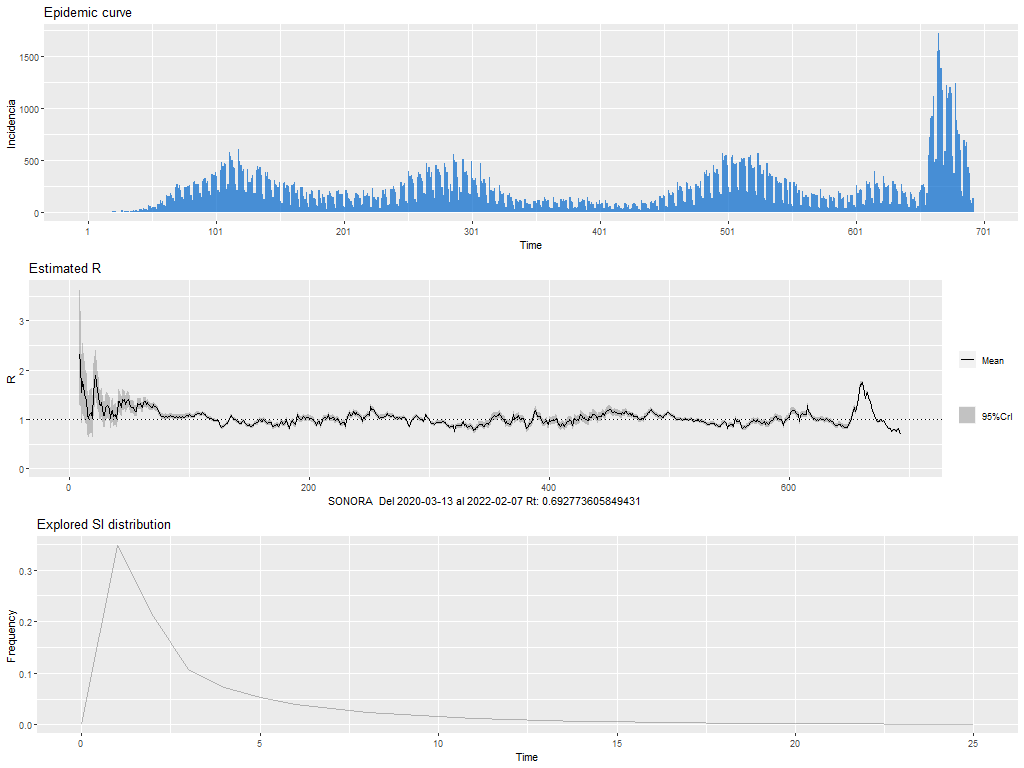 Epidemic curve
Incidencia
1500
1000
500
0
1 101 201 301 401 501 601 701
Time
Estimated R
R
3
2
1
0
0 200 400 600
SONORA Del 2020-03-13 al 2022-02-07 Rt: 0.692773605849431
Mean
95%CrI
Explored SI distribution
Frequency
0.3
0.2
0.1
0.0
0 5 10 15 20 25
Time